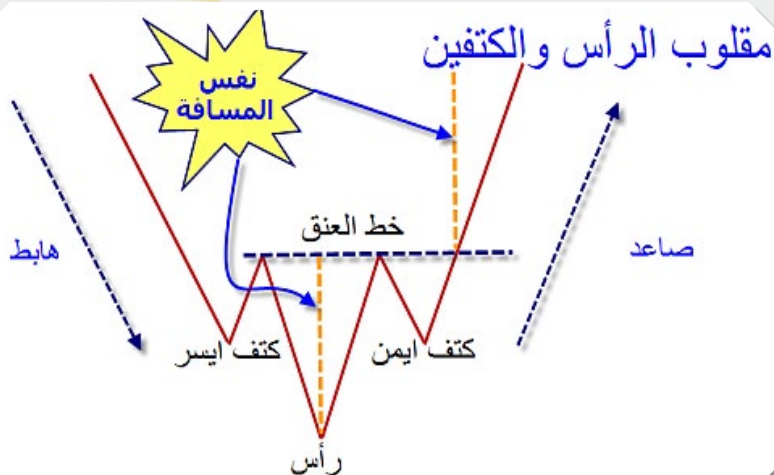 مقلوب الرأس والكتفين
نفس
المسافة
خط العنق
هابط
صاعد
كتف ايسر
كتف ايمن
رأس